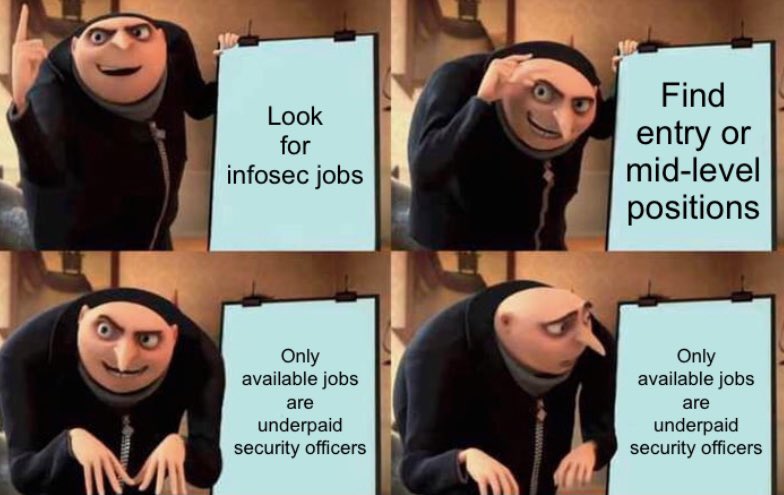 Look
for
infosec jobs
Find
entry or
mid-level
positions
Only
available jobs
are
underpaid
security officers
Only
available jobs
are
underpaid
security officers